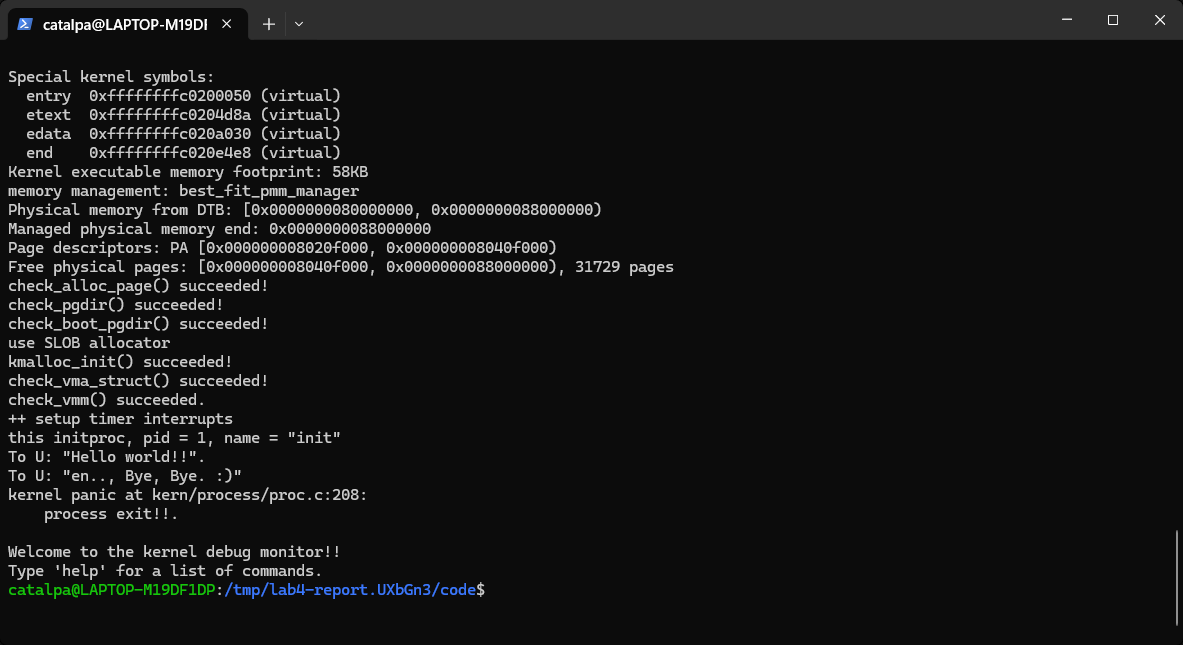 catalpa@LAPTOP-M19DF
Special kernel symbols:
  entry  0xffffffffc0200050 (virtual)
  etext  0xffffffffc0204d8a (virtual)
  edata  0xffffffffc020a030 (virtual)
  end    0xffffffffc020e4e8 (virtual)
Kernel executable memory footprint: 58KB
memory management: best_fit_pmm_manager
Physical memory from DTB: [0x0000000080000000, 0x0000000088000000)
Managed physical memory end: 0x0000000088000000
Page descriptors: PA [0x000000008020f000, 0x000000008040f000)
Free physical pages: [0x000000008040f000, 0x0000000088000000), 31729 pages
check_alloc_page() succeeded!
check_pgdir() succeeded!
check_boot_pgdir() succeeded!
use SLOB allocator
kmalloc_init() succeeded!
check_vma_struct() succeeded!
check_vmm() succeeded.
++ setup timer interrupts
this initproc, pid = 1, name = "init"
To U: "Hello world!!".
To U: "en.., Bye, Bye. :)"
kernel panic at kern/process/proc.c:208:
    process exit!!.
Welcome to the kernel debug monitor!!
Type 'help' for a list of commands.
catalpa@LAPTOP-M19DF1DP:/tmp/lab4-report.UXbGn3/code$